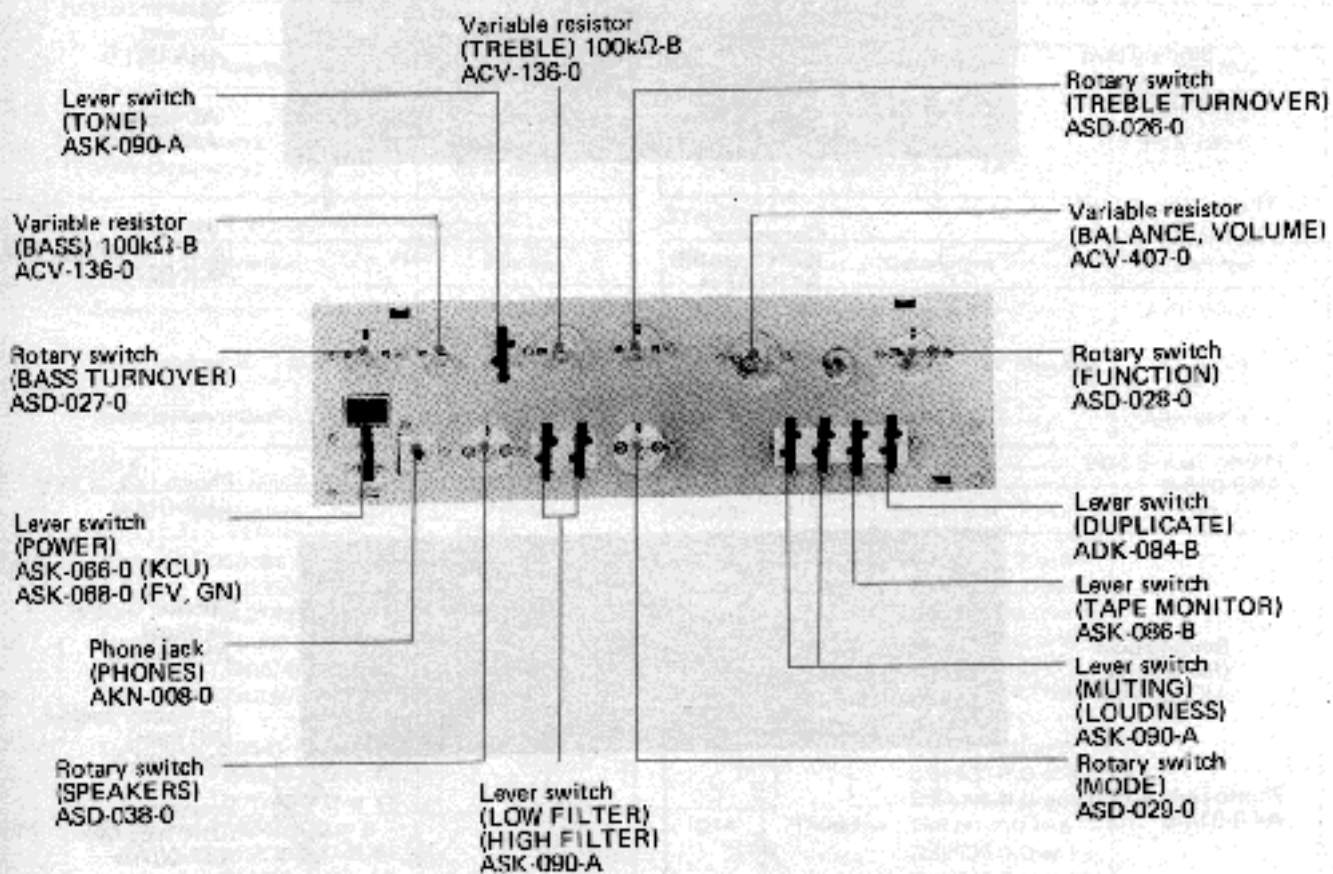 Variable resistor
(TREBLE) 100kΩ-B
ACV-136-0
Lever switch
(TONE)
ASK-090-A
Rotary switch
(TREBLE TURNOVER)
ASD-026-0
Variable resistor
(BASS) 100kΩ-B
ACV-136-0
Variable resistor
(BALANCE, VOLUME)
ACV-407-0
Rotary switch
(BASS TURNOVER)
ASD-027-0
Rotary switch
(FUNCTION)
ASD-028-0
Lever switch
(POWER)
ASK-066-0 (KCU)
ASK-068-0 (FV, GN)
Lever switch
(DUPLICATE)
ADK-084-B
Lever switch
(TAPE MONITOR)
ASK-086-B
Phone jack
(PHONES)
AKN-008-0
Lever switch
(MUTING)
(LOUDNESS)
ASK-090-A
Rotary switch
(SPEAKERS)
ASD-038-0
Lever switch
(LOW FILTER)
(HIGH FILTER)
ASK-090-A
Rotary switch
(MODE)
ASD-029-0